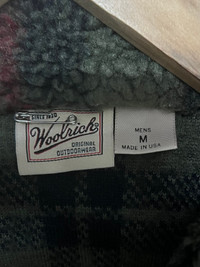 SINCE 1830
Woolrich
ORIGINAL
OUTDOORWEAR
MENS
M
MADE IN USA